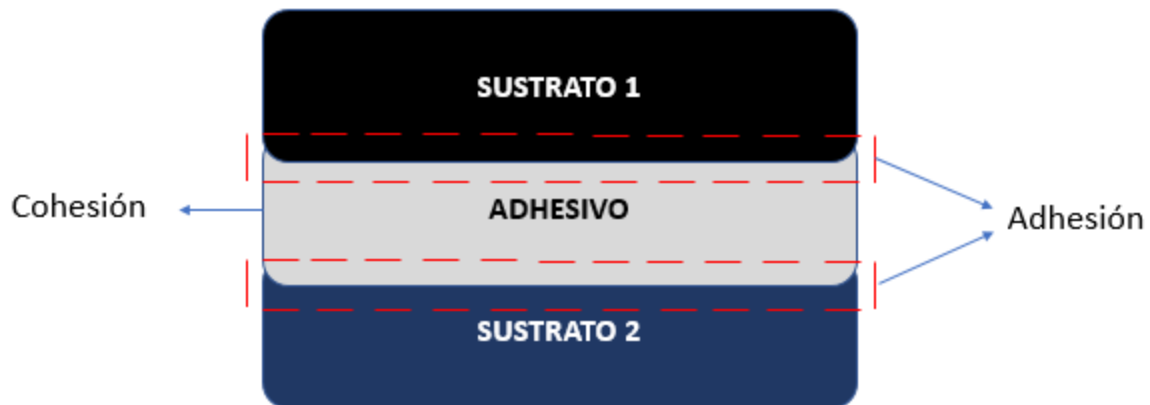 SUSTRATO 1
Cohesión
ADHESIVO
Adhesión
SUSTRATO 2